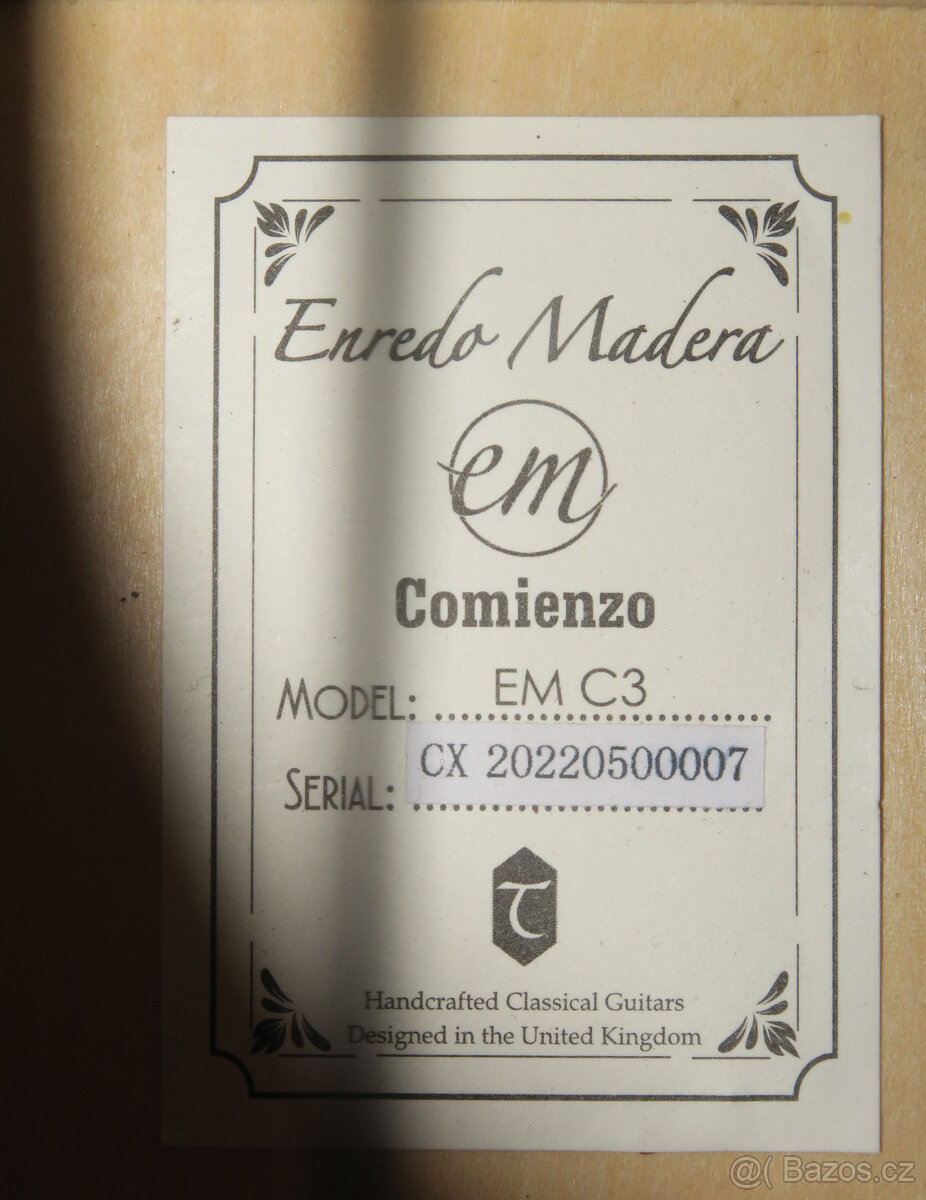 Enredo Madera
em
Comienzo
MODEL: EM C3
SERIAL: CX 20220500007
T
Handcrafted Classical Guitars
Designed in the United Kingdom
@( Bazos.cz